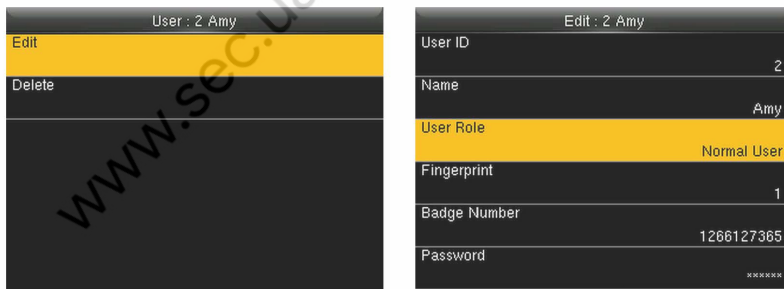 User : 2 Amy
Edit
Delete
www.sec.ua
Edit : 2 Amy
User ID
2
Name
Amy
User Role
Normal User
Fingerprint
1
Badge Number
1266127365
Password
******